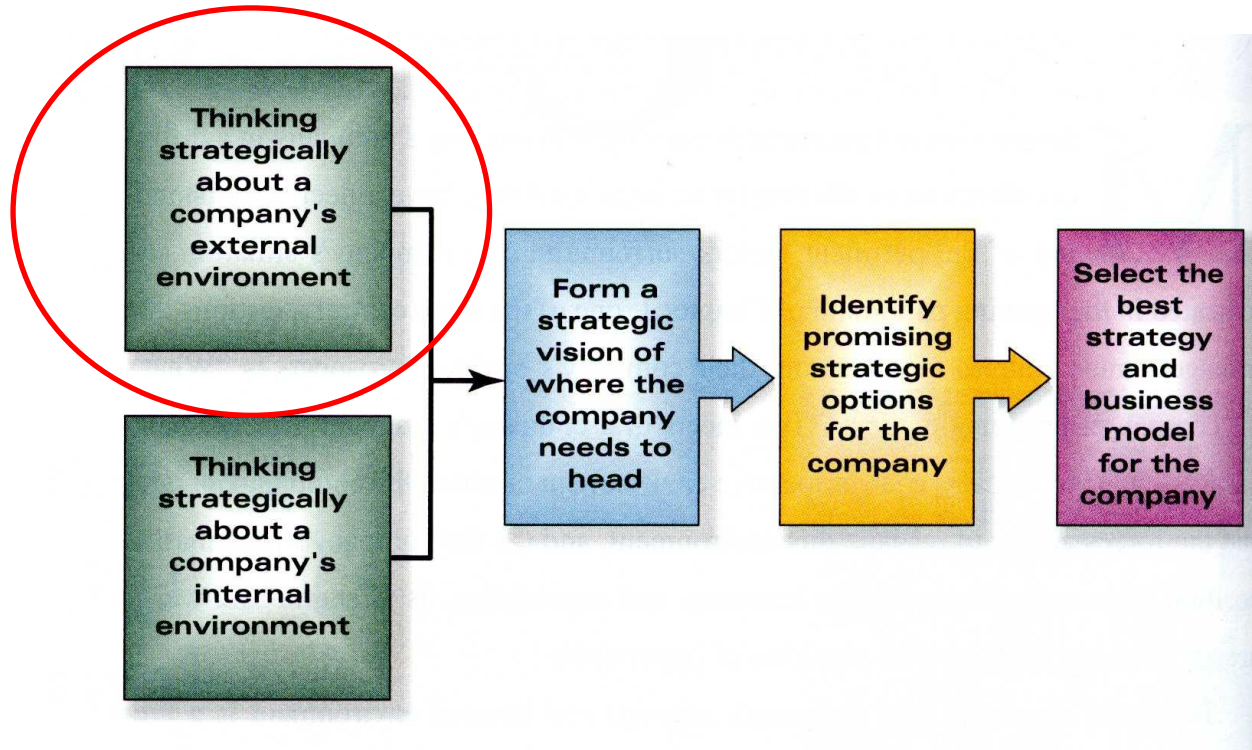 Thinking
strategically
about a
company's
external
environment
Thinking
strategically
about a
company's
internal
environment
Form a
strategic
vision of
where the
company
needs to
head
Identify
promising
strategic
options
for the
company
Select the
best
strategy
and
business
model
for the
company